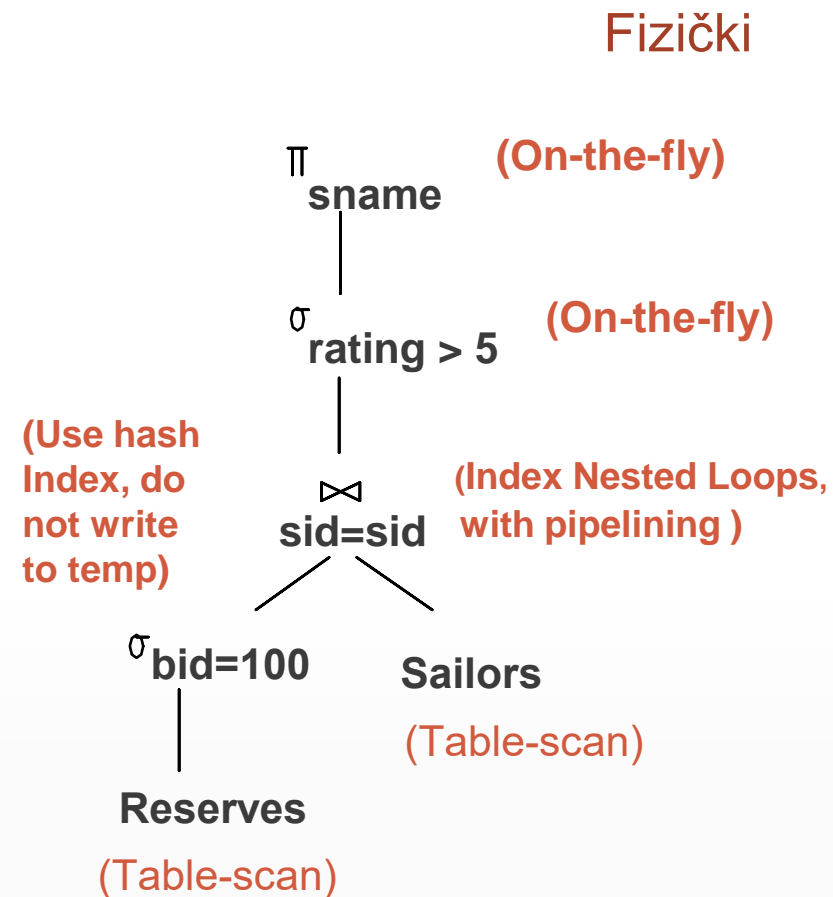 Fizički
π (On-the-fly)
sname
σ (On-the-fly)
rating > 5
(Use hash
Index, do
not write
to temp)
⋈ (Index Nested Loops,
sid=sid with pipelining )
σ bid=100
Sailors
(Table-scan)
Reserves
(Table-scan)